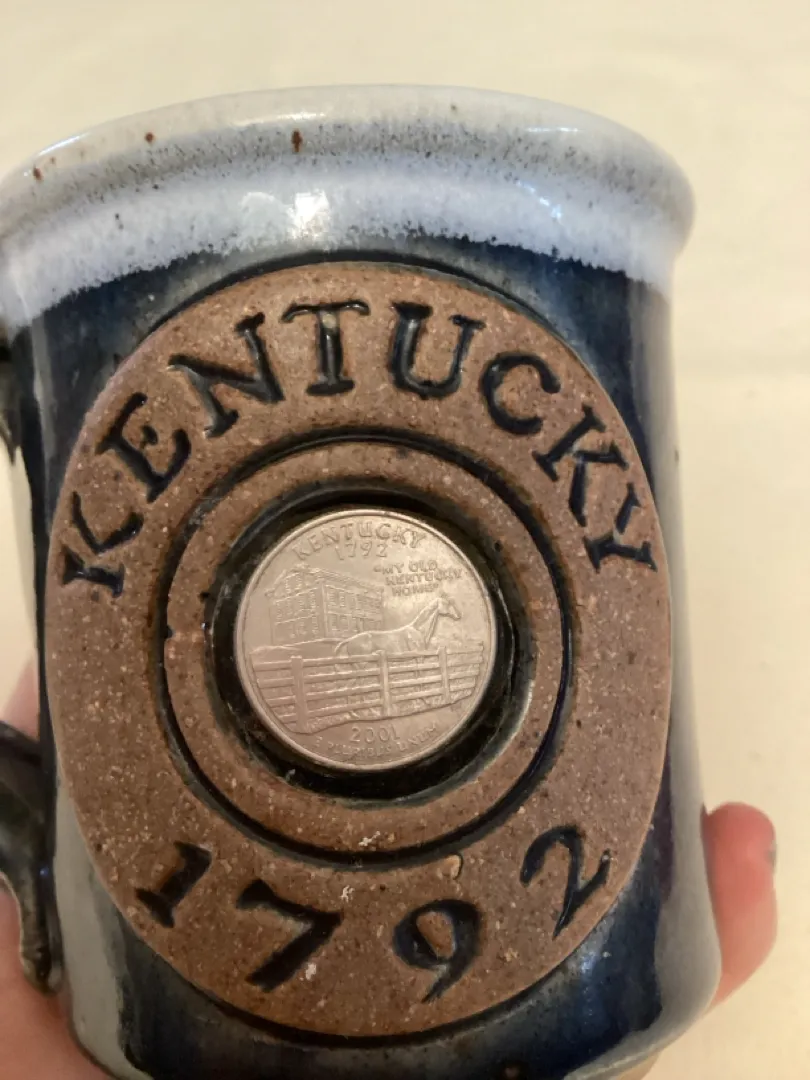 KENTUCKY
KENTUCKY
1792
"MY OLD
KENTUCKY
HOME"
2001
E PLURIBUS UNUM
1792